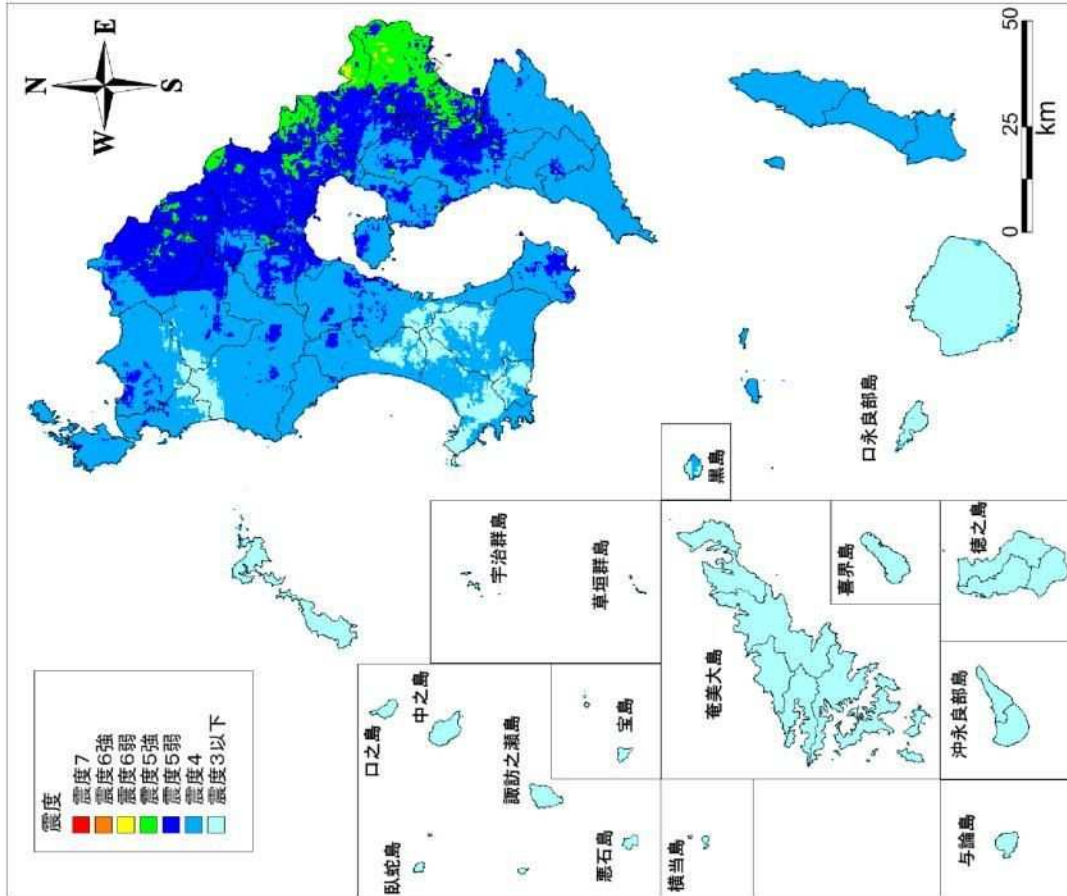 震度
震度7
震度6強
震度6弱
震度5強
震度5弱
震度4
震度3以下
N
W
E
S
口之島
中之島
臥蛇島
諏訪之瀬島
悪石島
宝島
横当島
宇治群島
草垣群島
黒島
口永良部島
奄美大島
喜界島
徳之島
沖永良部島
与論島
0
25
50
km